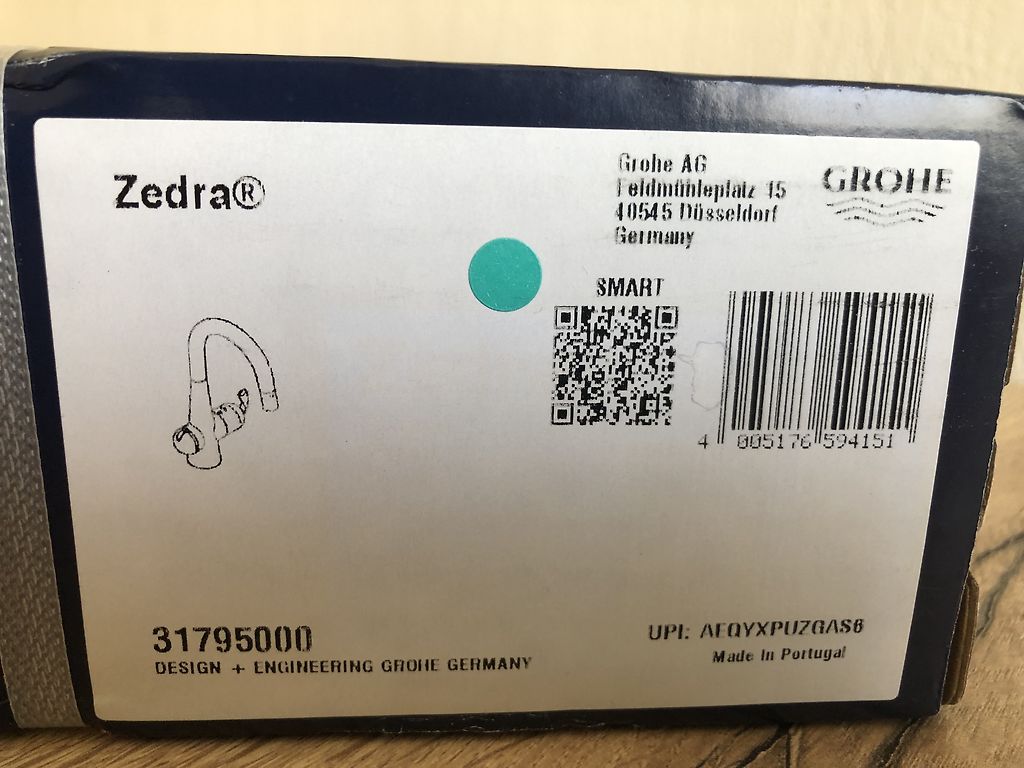 Zedra®
Grohe AG
Feldmühleplatz 15
40545 Düsseldorf
Germany
GROHE
SMART
4 005176 594151
31795000
DESIGN + ENGINEERING GROHE GERMANY
UPI:
Made in Portugal